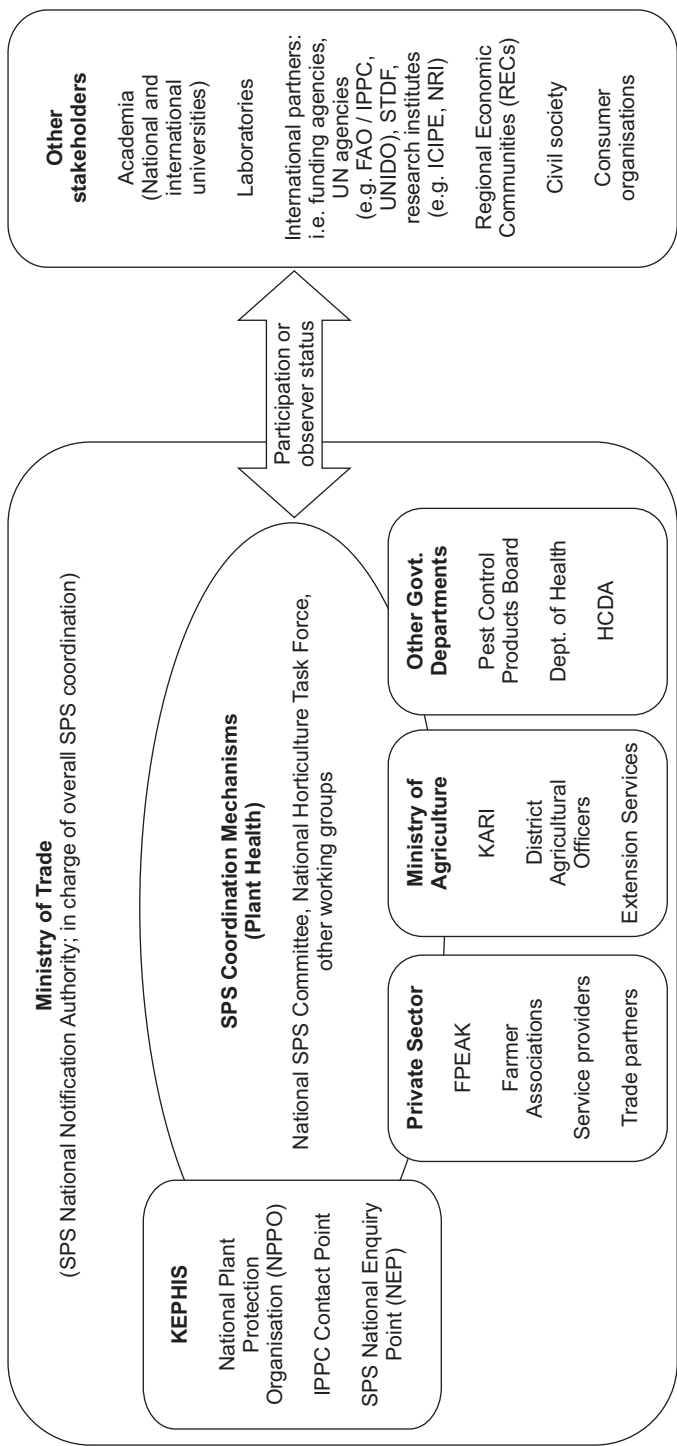 Ministry of Trade
(SPS National Notification Authority; in charge of overall SPS coordination)
KEPHIS
National Plant
Protection
Organisation (NPPO)
IPPC Contact Point
SPS National Enquiry
Point (NEP)
SPS Coordination Mechanisms
(Plant Health)
National SPS Committee, National Horticulture Task Force,
other working groups
Private Sector
FPEAK
Farmer
Associations
Service providers
Trade partners
Ministry of
Agriculture
KARI
District
Agricultural
Officers
Extension Services
Other Govt.
Departments
Pest Control
Products Board
Dept. of Health
HCDA
Participation or
observer status
Other
stakeholders
Academia
(National and
international
universities)
Laboratories
International partners:
i.e. funding agencies,
UN agencies
(e.g. FAO / IPPC,
UNIDO), STDF,
research institutes
(e.g. ICIPE, NRI)
Regional Economic
Communities (RECs)
Civil society
Consumer
organisations